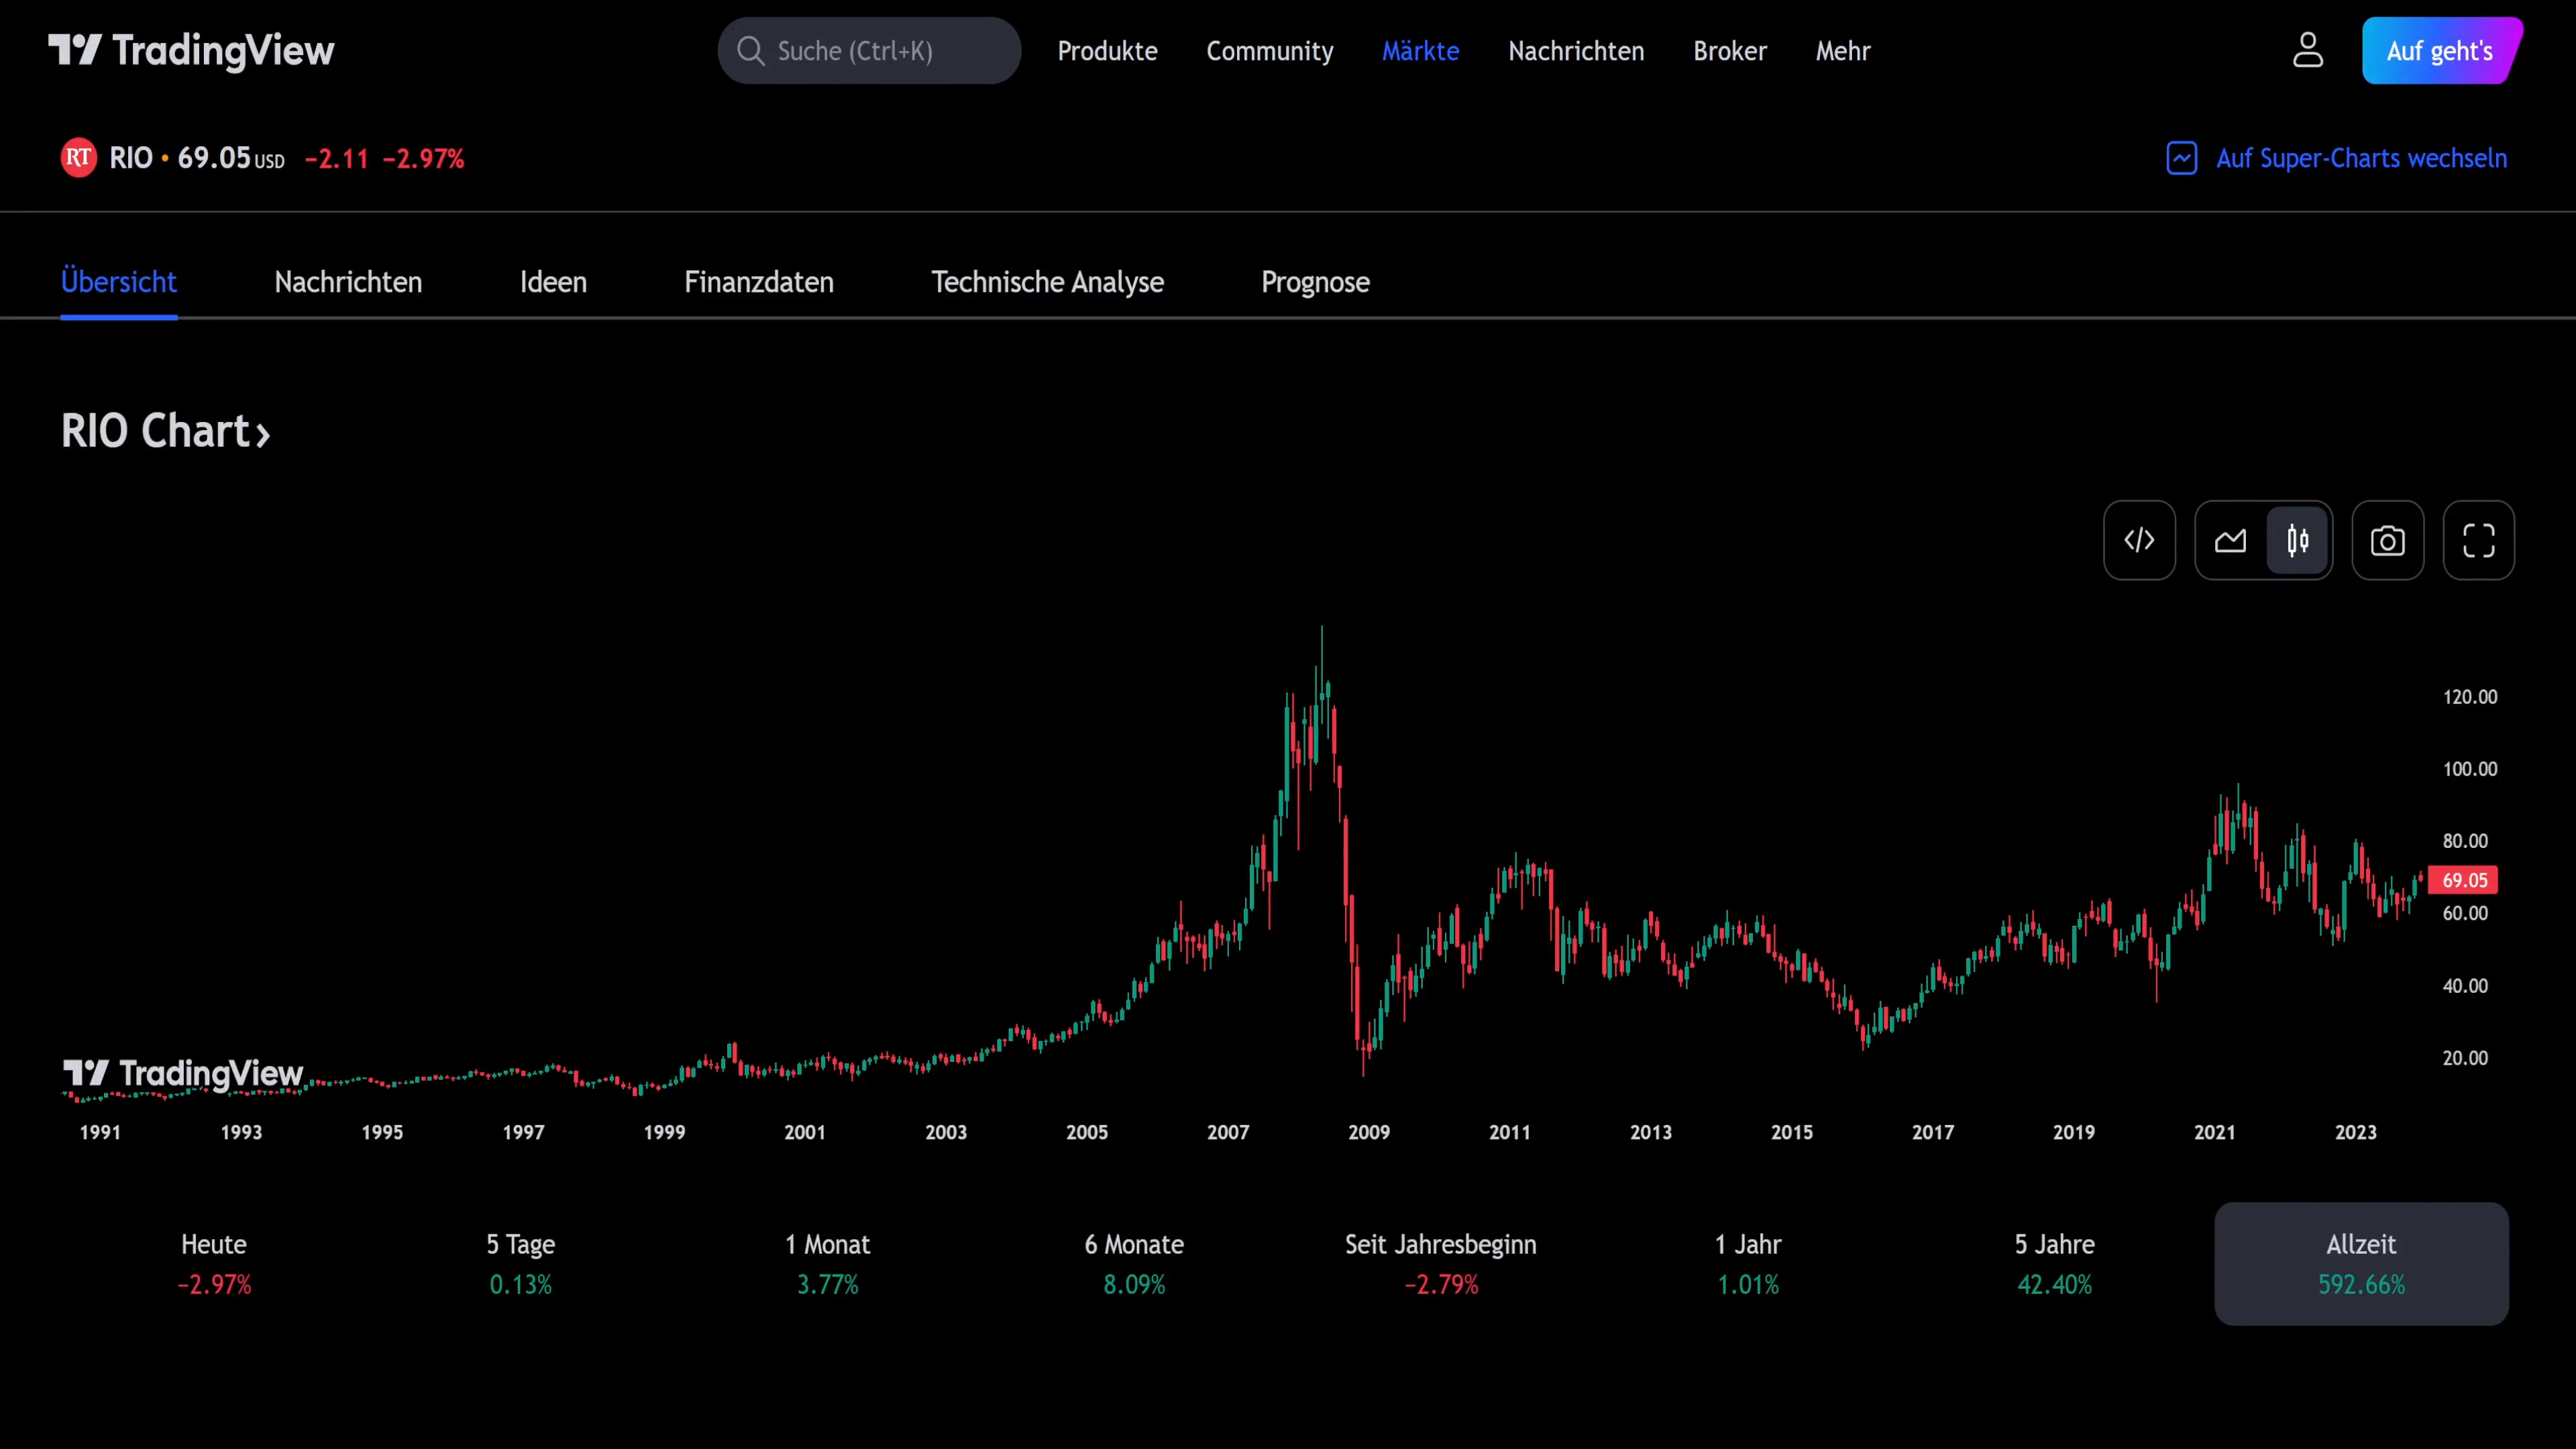 TradingView
Suche (Ctrl+K)
Produkte
Community
Märkte
Nachrichten
Broker
Mehr
Auf geht's
RT RIO • 69.05 USD −2.11 −2.97%
Auf Super-Charts wechseln
Übersicht
Nachrichten
Ideen
Finanzdaten
Technische Analyse
Prognose
RIO Chart›
120.00
100.00
80.00
69.05
60.00
40.00
20.00
TradingView
1991 1993 1995 1997 1999 2001 2003 2005 2007 2009 2011 2013 2015 2017 2019 2021 2023
Heute
−2.97%
5 Tage
0.13%
1 Monat
3.77%
6 Monate
8.09%
Seit Jahresbeginn
−2.79%
1 Jahr
1.01%
5 Jahre
42.40%
Allzeit
592.66%